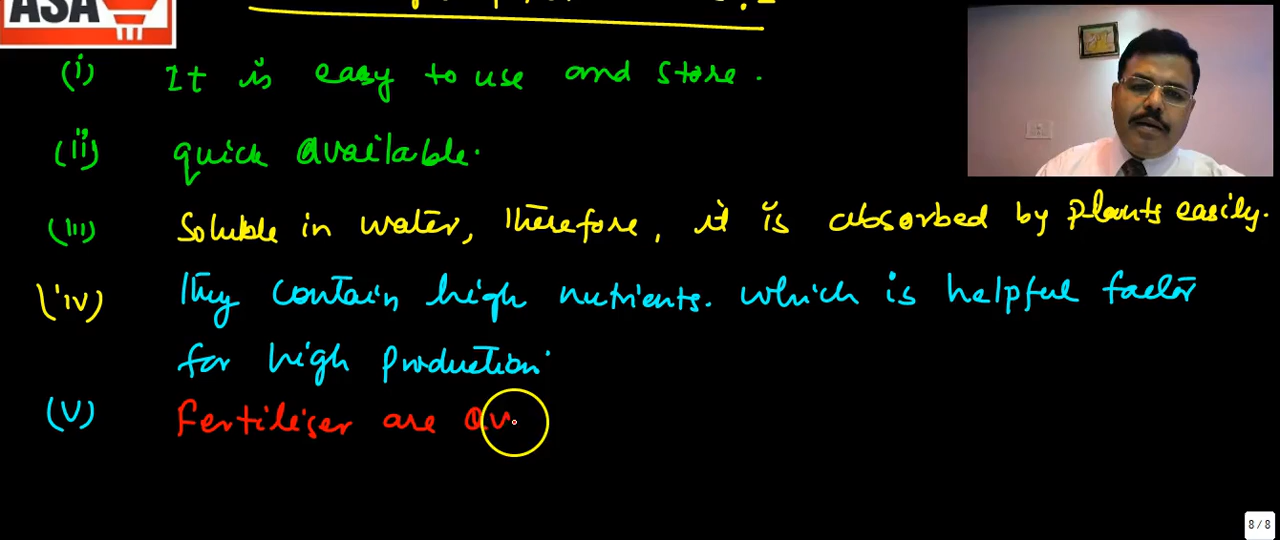 ASA
(i) It is easy to use and store.
(ii) quick available.
(iii) Soluble in water, Therefore, it is absorbed by plants easily.
(iv) They contain high nutrients. which is helpful factor
for high production.
(v) Fertiliser are av
8/8